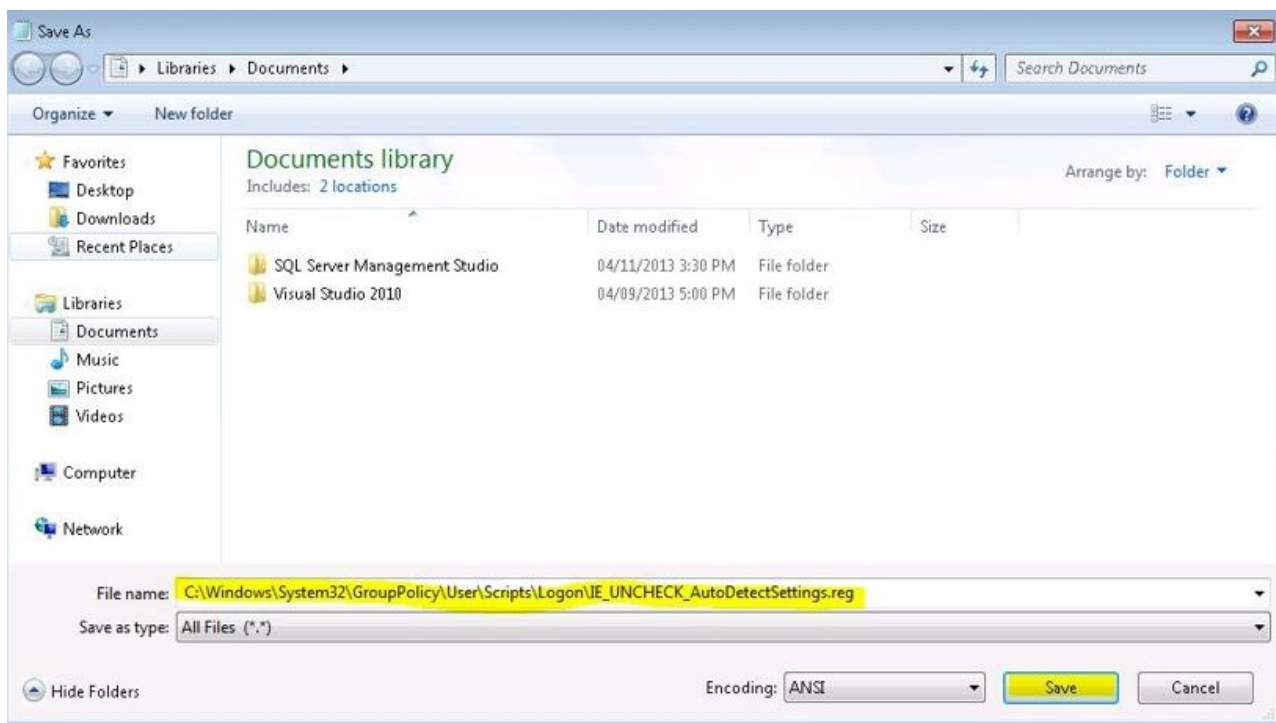 Save As
Libraries ▸ Documents ▸
Search Documents
Organize
New folder
Favorites
Desktop
Downloads
Recent Places
Libraries
Documents
Music
Pictures
Videos
Computer
Network
Documents library
Includes: 2 locations
Arrange by: Folder
Name Date modified Type Size
SQL Server Management Studio 04/11/2013 3:30 PM File folder
Visual Studio 2010 04/09/2013 5:00 PM File folder
File name: C:\Windows\System32\GroupPolicy\User\Scripts\Logon\IE_UNCHECK_AutoDetectSettings.reg
Save as type: All Files (*.*)
Hide Folders
Encoding: ANSI
Save
Cancel